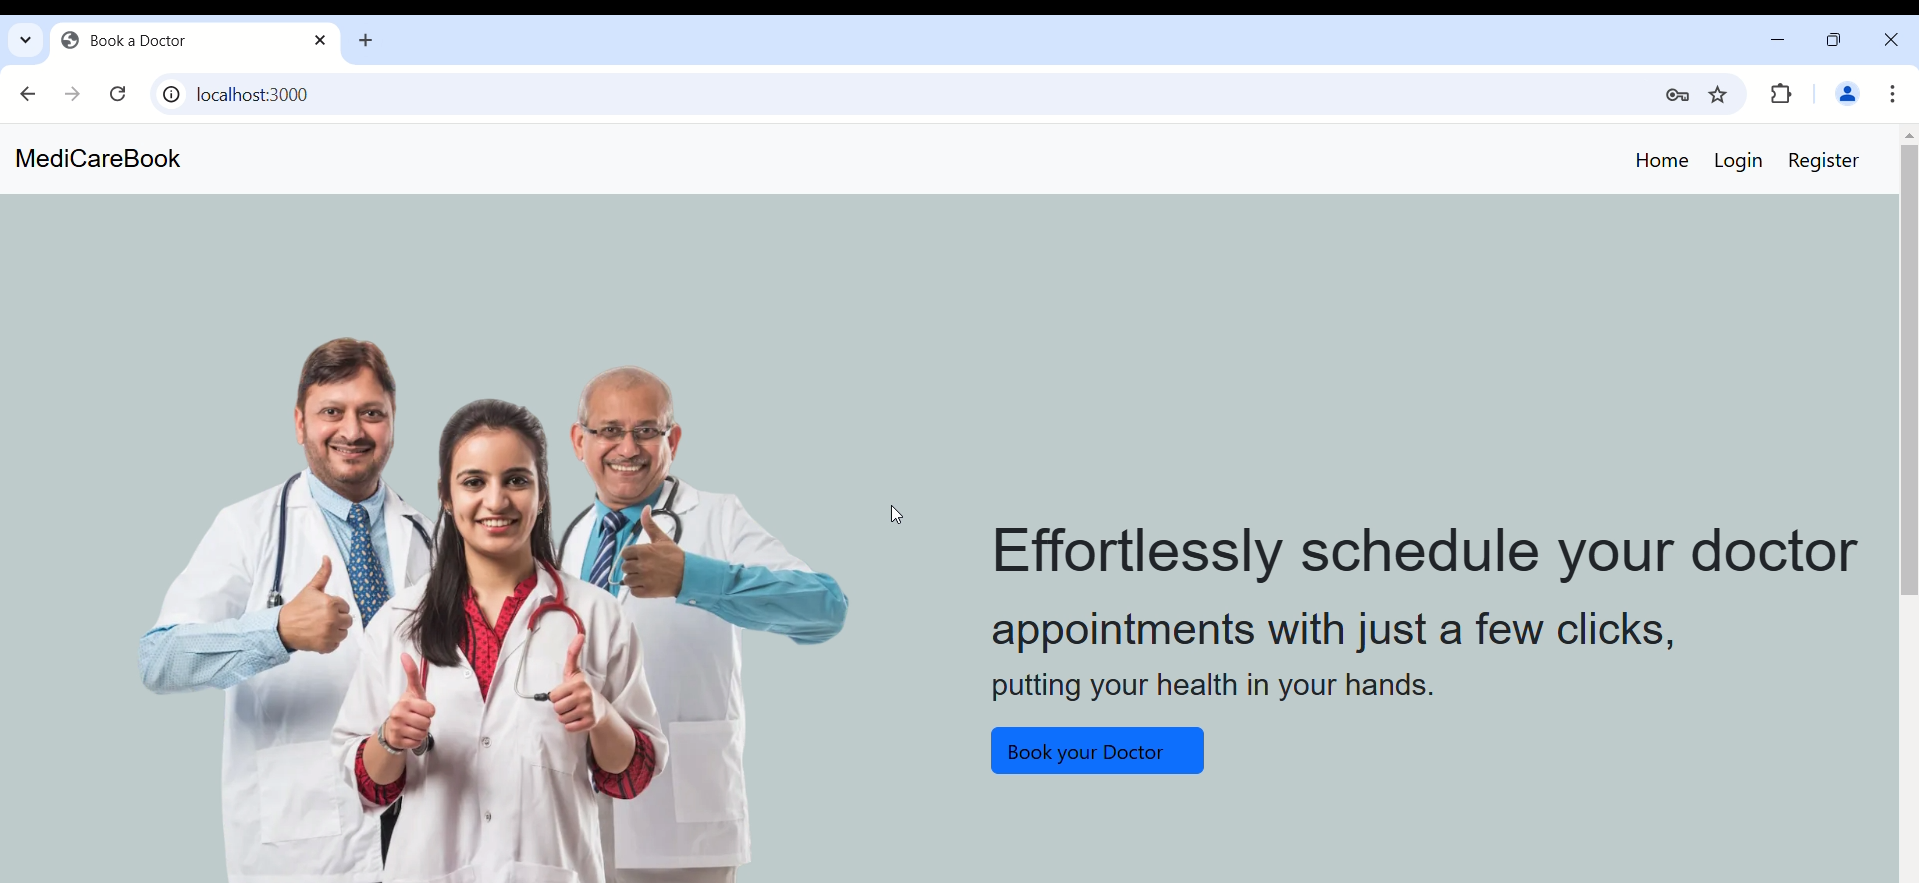 Book a Doctor
localhost:3000
MediCareBook
Home Login Register
Effortlessly schedule your doctor
appointments with just a few clicks,
putting your health in your hands.
Book your Doctor